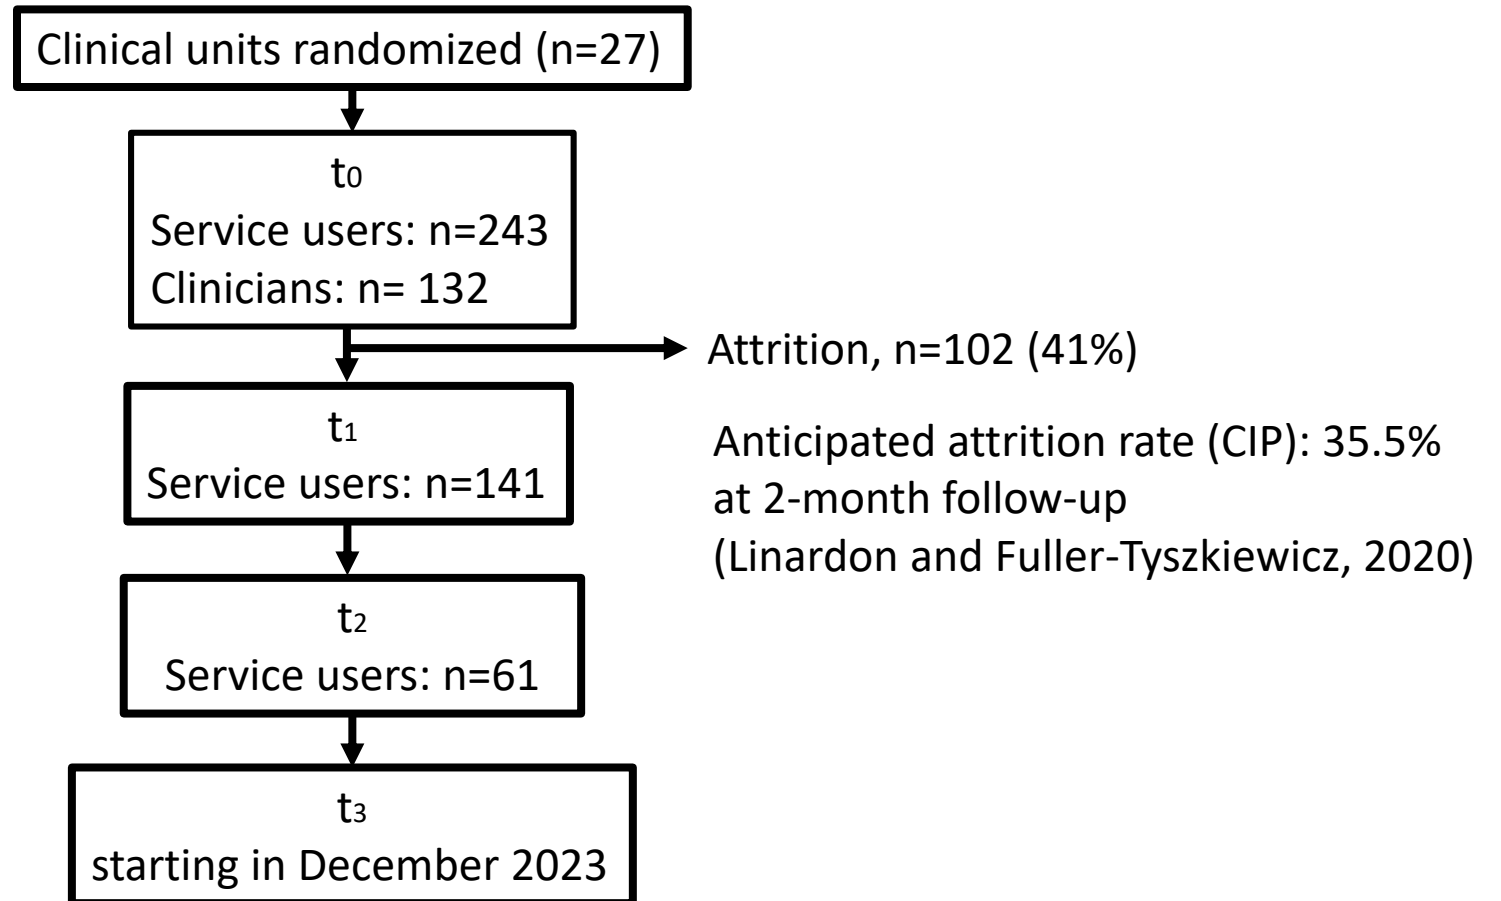 Clinical units randomized (n=27)
t0
Service users: n=243
Clinicians: n= 132
Attrition, n=102 (41%)
t1
Service users: n=141
Anticipated attrition rate (CIP): 35.5%
at 2-month follow-up
(Linardon and Fuller-Tyszkiewicz, 2020)
t2
Service users: n=61
t3
starting in December 2023